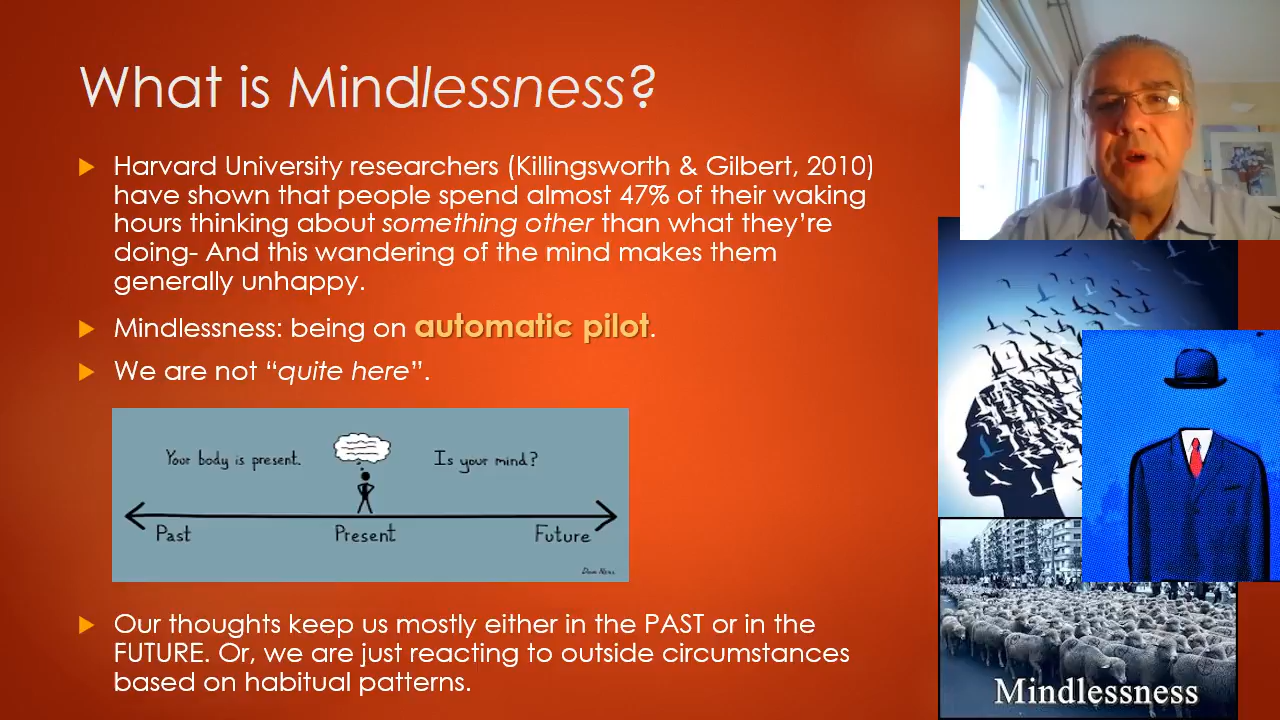 What is Mindlessness?
Harvard University researchers (Killingsworth & Gilbert, 2010)
have shown that people spend almost 47% of their waking
hours thinking about something other than what they're
doing- And this wandering of the mind makes them
generally unhappy.
Mindlessness: being on automatic pilot.
We are not “quite here”.
Your body is present. Is your mind?
Past Present Future
Our thoughts keep us mostly either in the PAST or in the
FUTURE. Or, we are just reacting to outside circumstances
based on habitual patterns.
Mindlessness